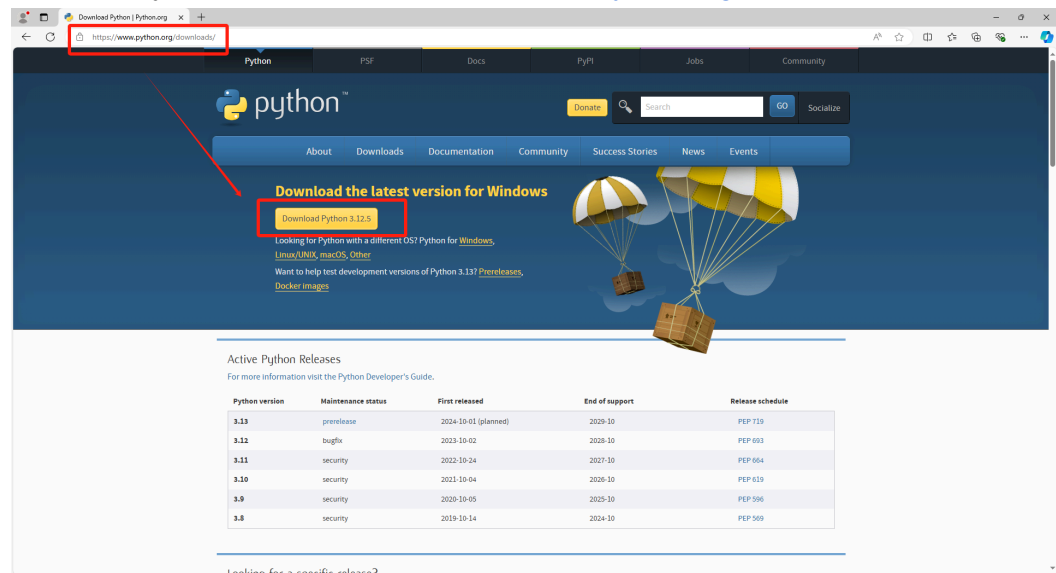 Download Python | Python.org
https://www.python.org/downloads/
Python PSF Docs PyPI Jobs Community
python™
Donate Search GO Socialize
About Downloads Documentation Community Success Stories News Events
Download the latest version for Windows
Download Python 3.12.5
Looking for Python with a different OS? Python for Windows,
Linux/UNIX, macOS, Other
Want to help test development versions of Python 3.13? Prereleases,
Docker images
Active Python Releases
For more information visit the Python Developer's Guide.
Python version Maintenance status First released End of support Release schedule
3.13 prerelease 2024-10-01 (planned) 2029-10 PEP 719
3.12 bugfix 2023-10-02 2028-10 PEP 693
3.11 security 2022-10-24 2027-10 PEP 664
3.10 security 2021-10-04 2026-10 PEP 619
3.9 security 2020-10-05 2025-10 PEP 596
3.8 security 2019-10-14 2024-10 PEP 569
Looking for a specific release?